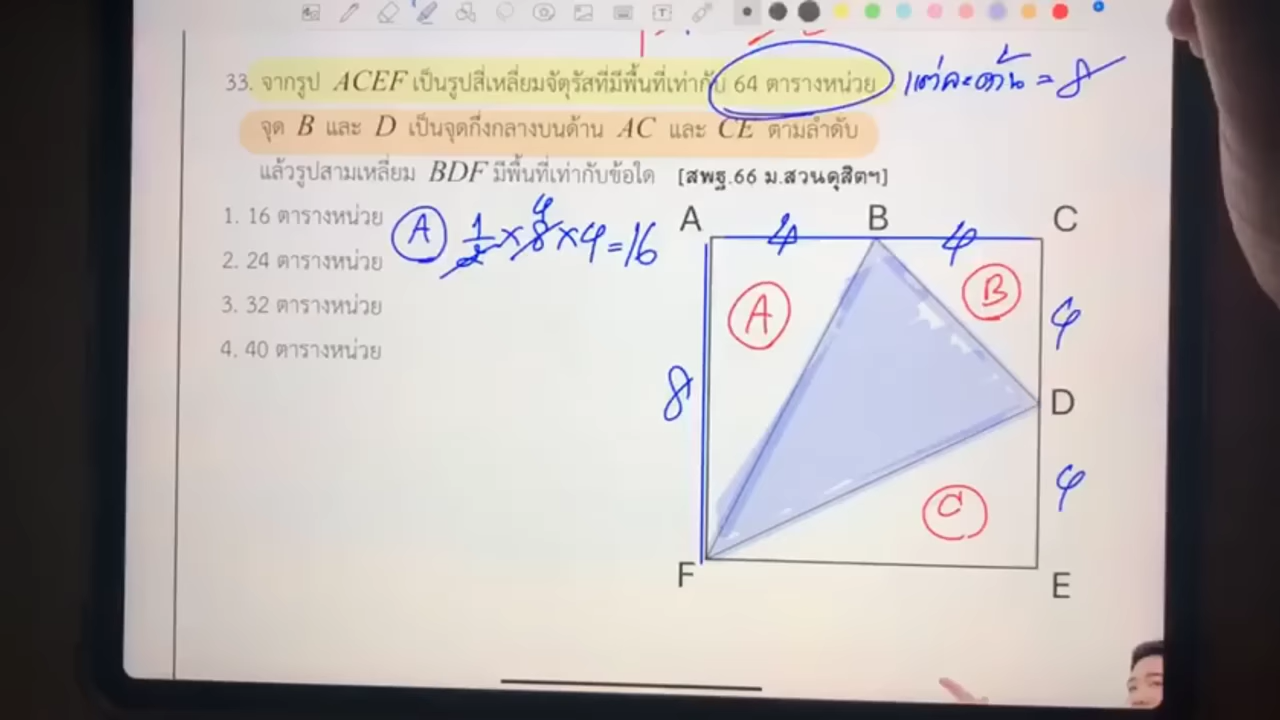 33. จากรูป ACEF เป็นรูปสี่เหลี่ยมจัตุรัสที่มีพื้นที่เท่ากับ 64 ตารางหน่วย แต่ละด้าน = 8
จุด B และ D เป็นจุดกึ่งกลางบนด้าน AC และ CE ตามลำดับ
แล้วรูปสามเหลี่ยม BDF มีพื้นที่เท่ากับข้อใด [สพฐ.66 ม.สวนดุสิตฯ]
1. 16 ตารางหน่วย
2. 24 ตารางหน่วย
3. 32 ตารางหน่วย
4. 40 ตารางหน่วย
A 1/2 × 8 × 4 = 16
4
A B C
4 4
A B
4
8
D
4
C
F E